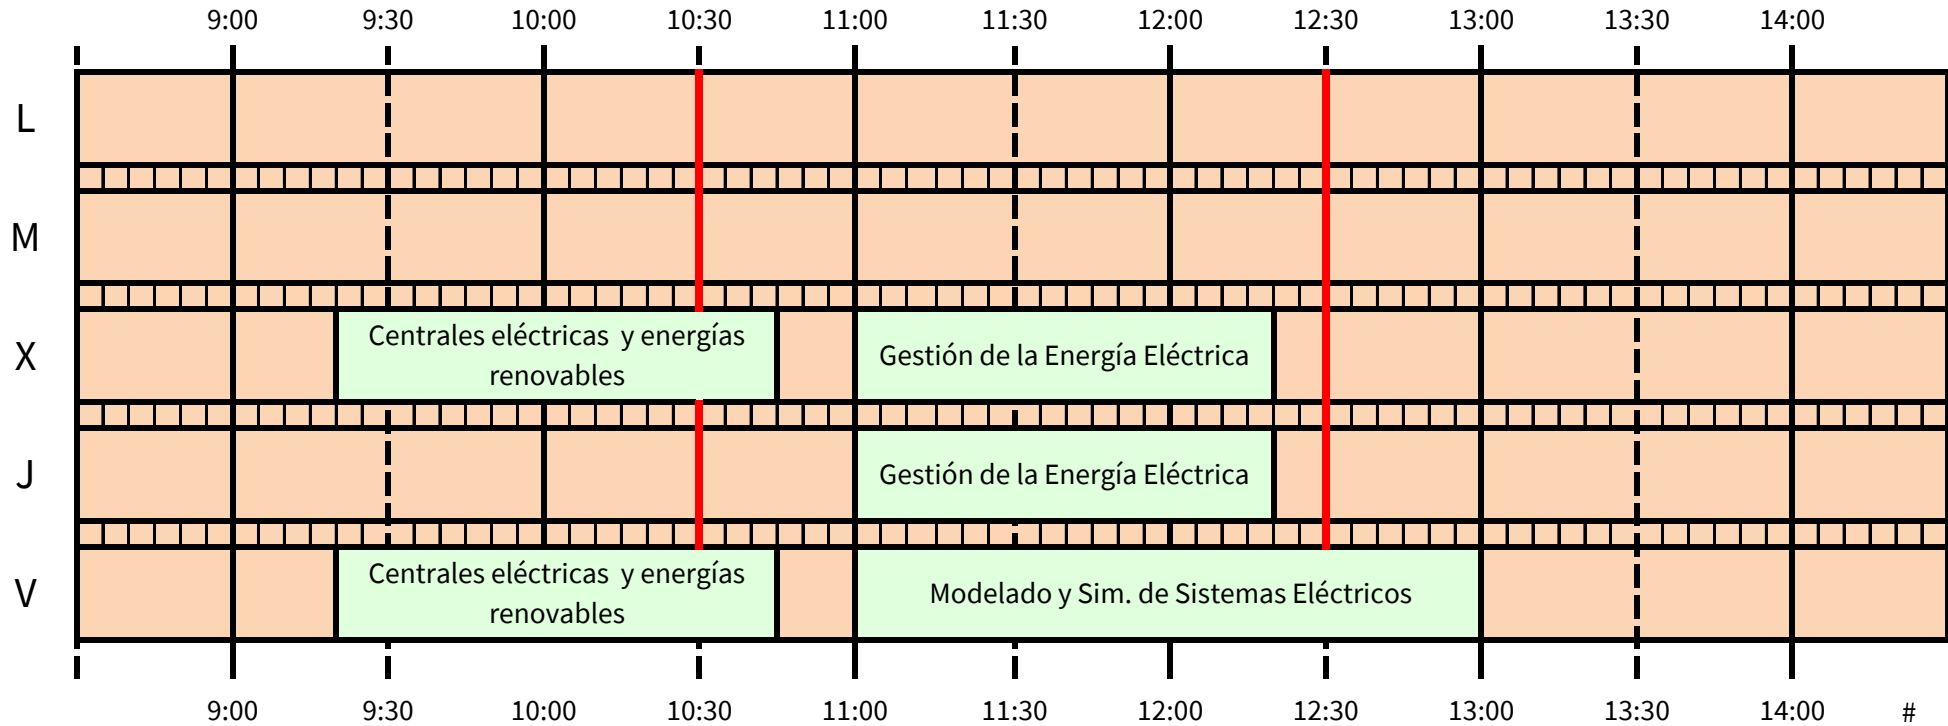 9:00 9:30 10:00 10:30 11:00 11:30 12:00 12:30 13:00 13:30 14:00
L
M
X
Centrales eléctricas y energías
renovables
Gestión de la Energía Eléctrica
J
Gestión de la Energía Eléctrica
V
Centrales eléctricas y energías
renovables
Modelado y Sim. de Sistemas Eléctricos
9:00 9:30 10:00 10:30 11:00 11:30 12:00 12:30 13:00 13:30 14:00 #